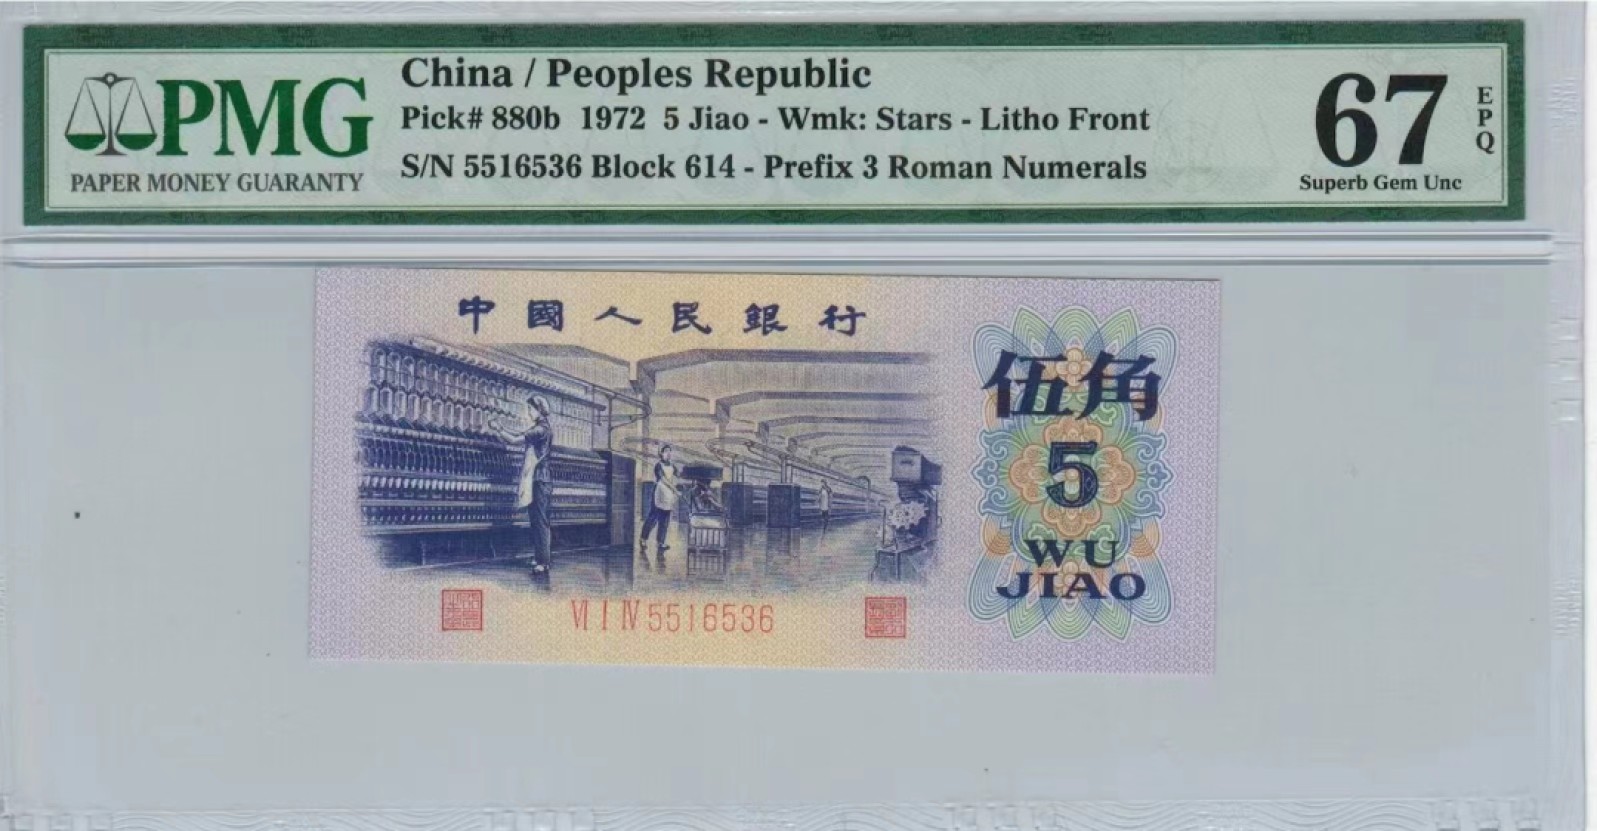 PMG
PAPER MONEY GUARANTY
China / Peoples Republic
Pick# 880b 1972 5 Jiao - Wmk: Stars - Litho Front
S/N 5516536 Block 614 - Prefix 3 Roman Numerals
67
EPQ
Superb Gem Unc
中國人民銀行
伍角
5
WU
JIAO
VI I IV 5516536